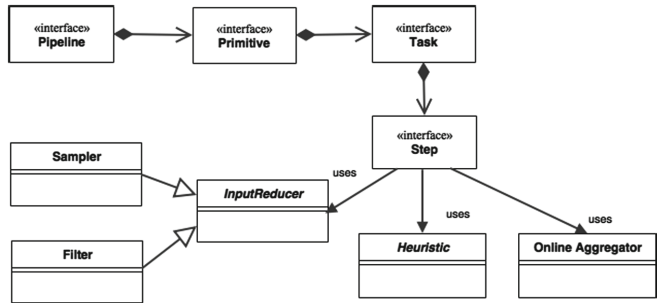 «interface»
Pipeline
«interface»
Primitive
«interface»
Task
«interface»
Step
Sampler
InputReducer
uses
uses
uses
Filter
Heuristic
Online Aggregator